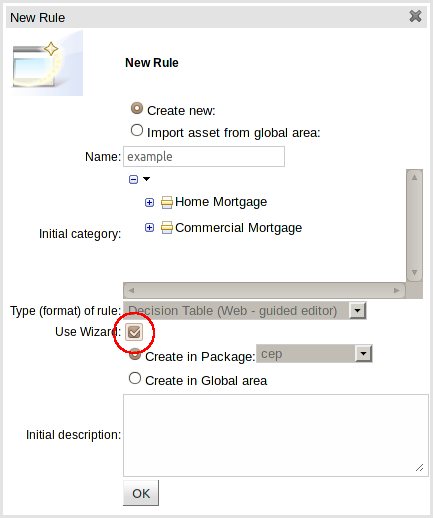 New Rule
New Rule
Create new:
Import asset from global area:
Name: example
Home Mortgage
Initial category:
Commercial Mortgage
Type (format) of rule: Decision Table (Web - guided editor)
Use Wizard:
Create in Package: cep
Create in Global area
Initial description:
OK